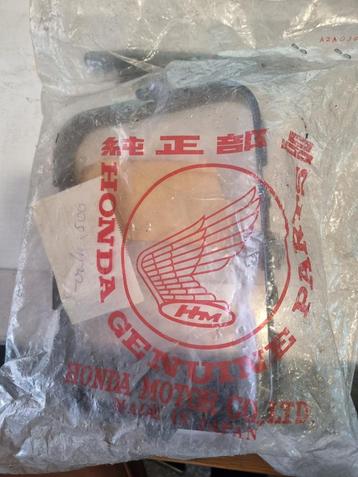 純正部品
HONDA GENUINE PARTS
HM
HONDA MOTOR CO.,LTD
MADE IN JAPAN